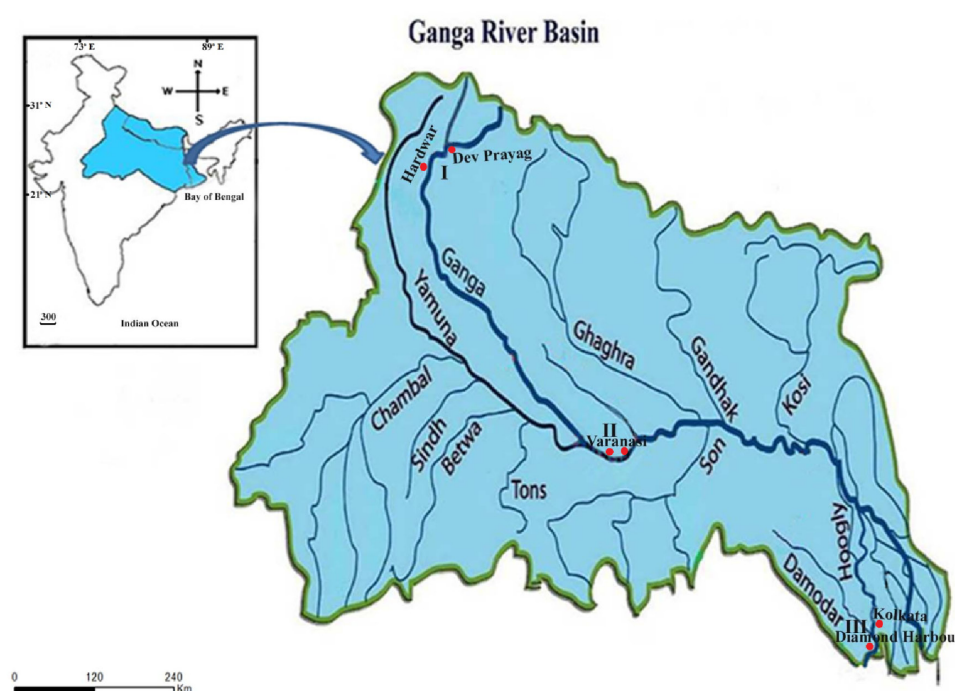 Ganga River Basin
73° E
89° E
N
W
E
S
31° N
21° N
Bay of Bengal
300
Indian Ocean
Hardwar
Dev Prayag
I
Ganga
Yamuna
Ghaghra
Gandhak
Kosi
Chambal
Sindh
Betwa
II
Varanasi
Tons
Son
Hoogly
Damodar
Kolkata
III
Diamond Harbou
0
120
240
Km